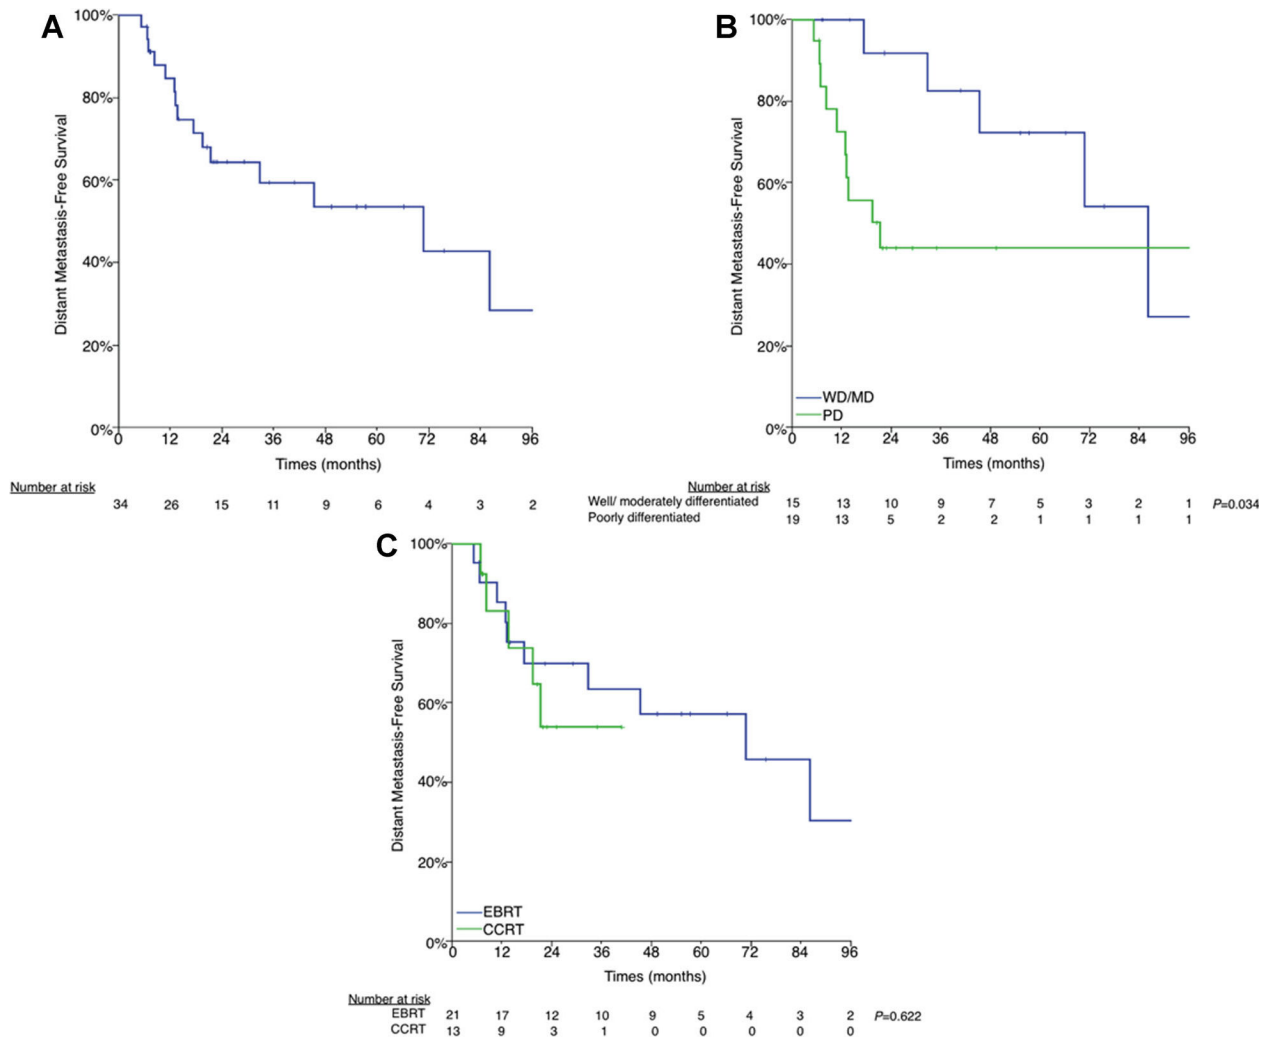 A
100%
80%
60%
40%
20%
0%
Distant Metastasis-Free Survival
0 12 24 36 48 60 72 84 96
Times (months)
Number at risk
34 26 15 11 9 6 4 3 2
B
100%
80%
60%
40%
20%
0%
Distant Metastasis-Free Survival
WD/MD
PD
0 12 24 36 48 60 72 84 96
Times (months)
Number at risk
Well/ moderately differentiated 15 13 10 9 7 5 3 2 1 P=0.034
Poorly differentiated 19 13 5 2 2 1 1 1 1
C
100%
80%
60%
40%
20%
0%
Distant Metastasis-Free Survival
EBRT
CCRT
0 12 24 36 48 60 72 84 96
Times (months)
Number at risk
EBRT 21 17 12 10 9 5 4 3 2 P=0.622
CCRT 13 9 3 1 0 0 0 0 0